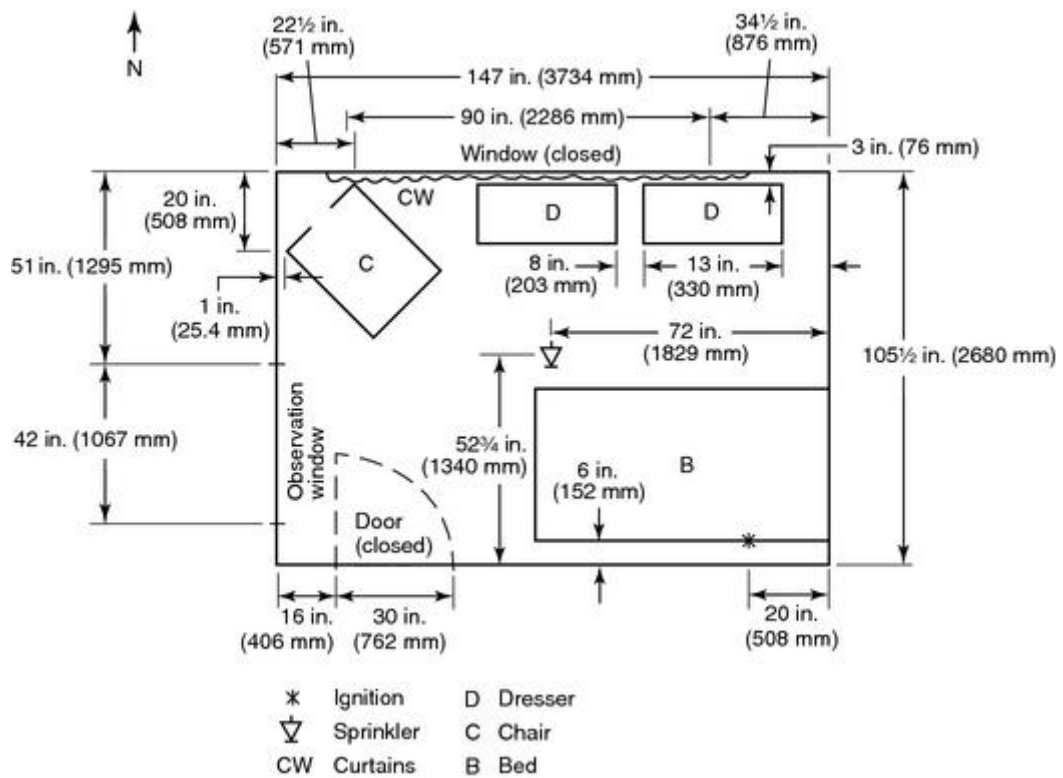 22½ in.
(571 mm)
34½ in.
(876 mm)
N
147 in. (3734 mm)
90 in. (2286 mm)
Window (closed)
3 in. (76 mm)
20 in.
(508 mm)
CW
D
D
51 in. (1295 mm)
C
8 in.
(203 mm)
13 in.
(330 mm)
1 in.
(25.4 mm)
72 in.
(1829 mm)
105½ in. (2680 mm)
Observation
window
42 in. (1067 mm)
52¾ in.
(1340 mm)
6 in.
(152 mm)
B
Door
(closed)
16 in.
(406 mm)
30 in.
(762 mm)
20 in.
(508 mm)
Ignition
D Dresser
Sprinkler
C Chair
CW Curtains
B Bed